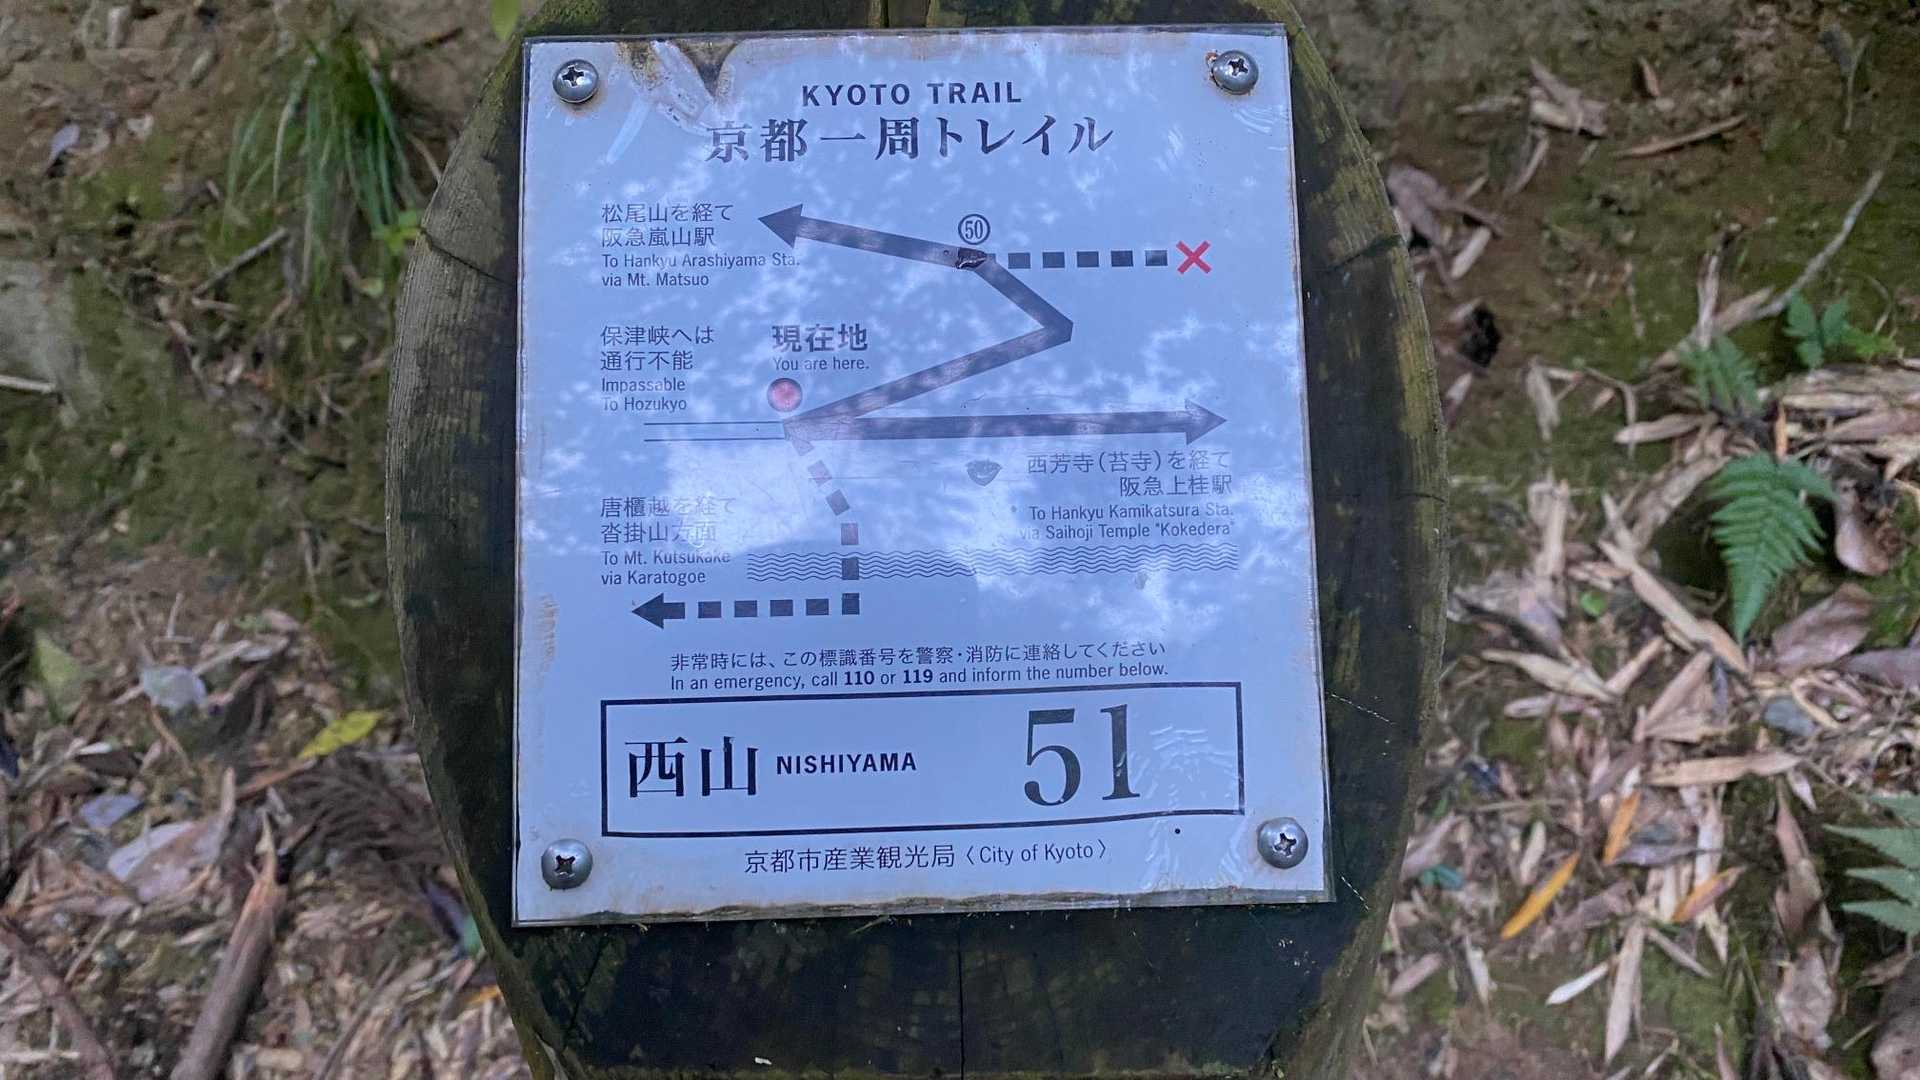 KYOTO TRAIL
京都一周トレイル
松尾山を経て
阪急嵐山駅
To Hankyu Arashiyama Sta.
via Mt. Matsuo
50
保津峡へは
通行不能
Impassable
To Hozukyo
現在地
You are here.
西芳寺(苔寺)を経て
阪急上桂駅
To Hankyu Kamikatsura Sta.
via Saihoji Temple "Kokedera"
唐櫃越を経て
沓掛山方面
To Mt. Kutsukake
via Karatogoe
非常時には、この標識番号を警察・消防に連絡してください
In an emergency, call 110 or 119 and inform the number below.
西山 NISHIYAMA 51
京都市産業観光局〈City of Kyoto〉